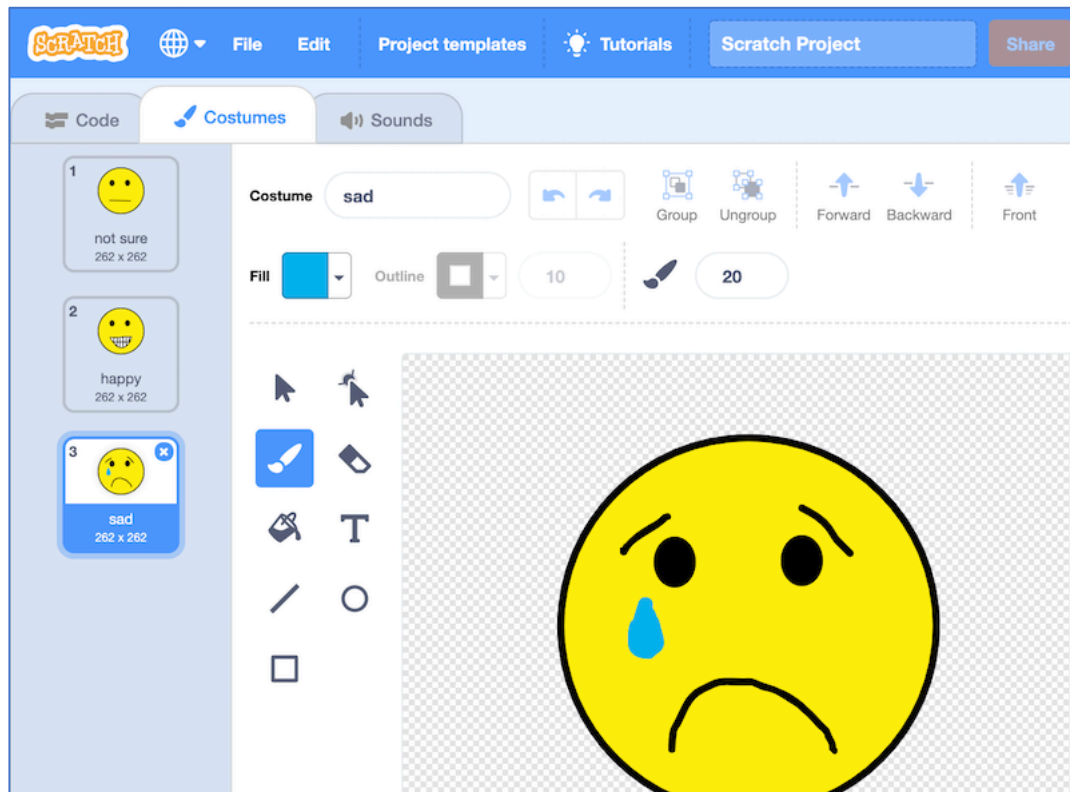 SCRATCH File Edit Project templates Tutorials Scratch Project Share
Code Costumes Sounds
1
not sure
262 x 262
2
happy
262 x 262
3
sad
262 x 262
Costume sad
Group Ungroup Forward Backward Front
Fill Outline 10 20
T